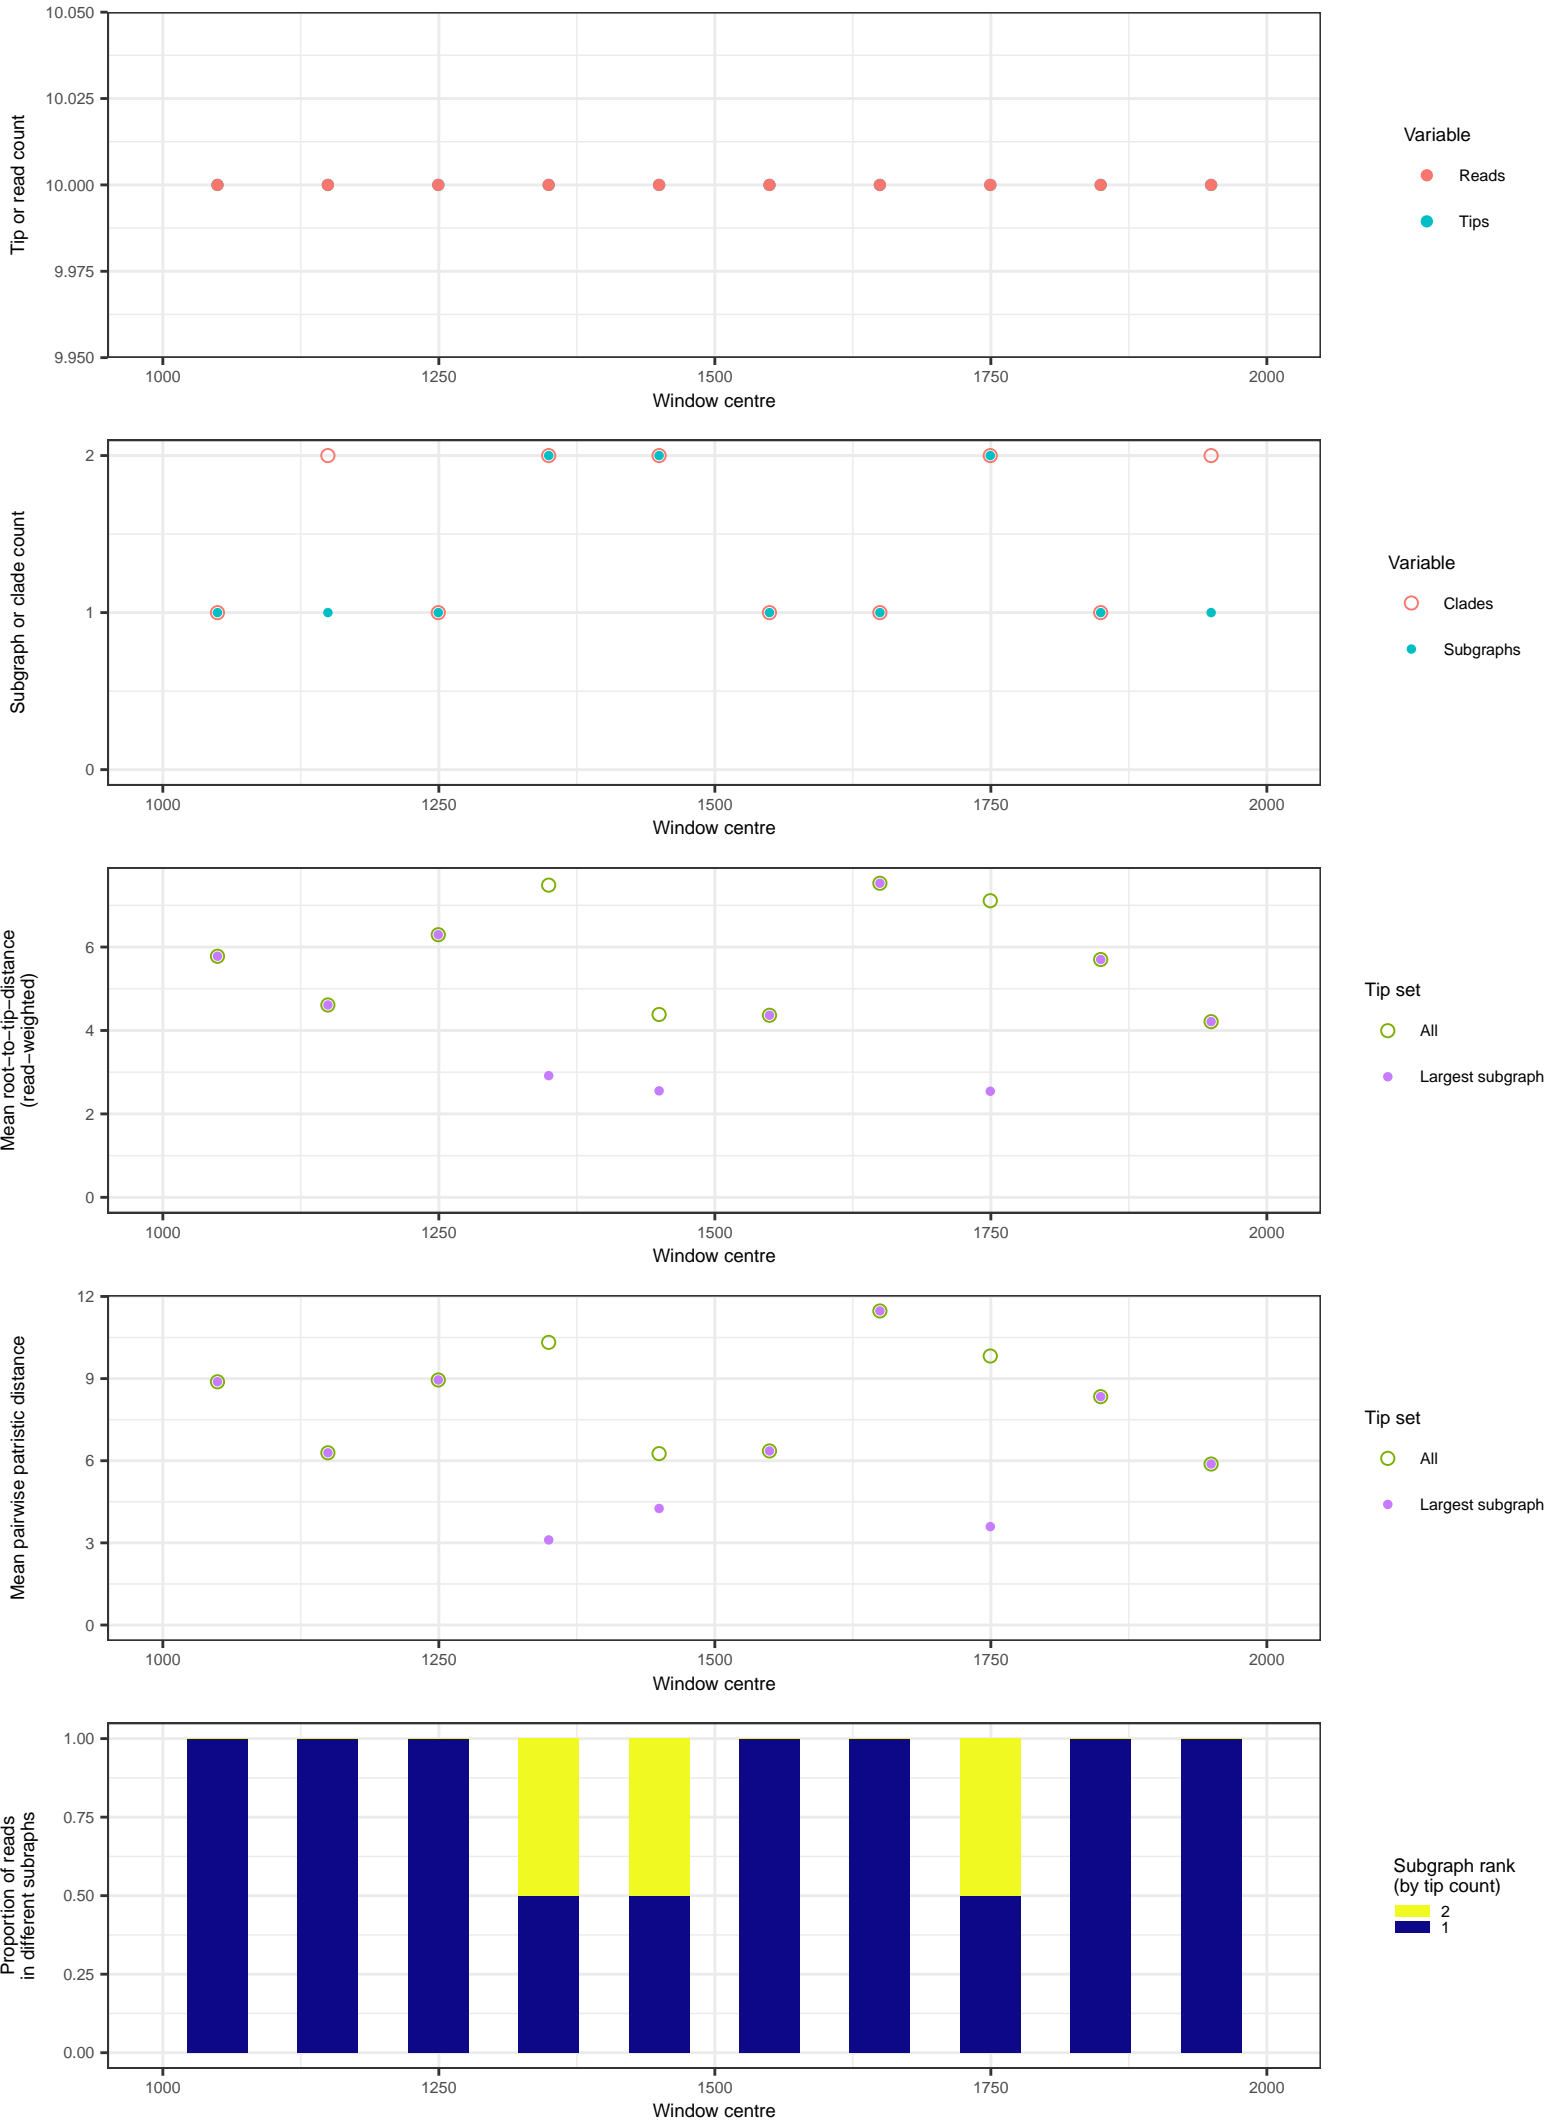 10.050
10.025
10.000
9.975
9.950
Tip or read count
1000 1250 1500 1750 2000
Window centre
Variable
Reads
Tips
2
1
0
Subgraph or clade count
1000 1250 1500 1750 2000
Window centre
Variable
Clades
Subgraphs
6
4
2
0
Mean root−to−tip−distance
(read−weighted)
1000 1250 1500 1750 2000
Window centre
Tip set
All
Largest subgraph
12
9
6
3
0
Mean pairwise patristic distance
1000 1250 1500 1750 2000
Window centre
Tip set
All
Largest subgraph
1.00
0.75
0.50
0.25
0.00
Proportion of reads
in different subraphs
1000 1250 1500 1750 2000
Window centre
Subgraph rank
(by tip count)
2
1